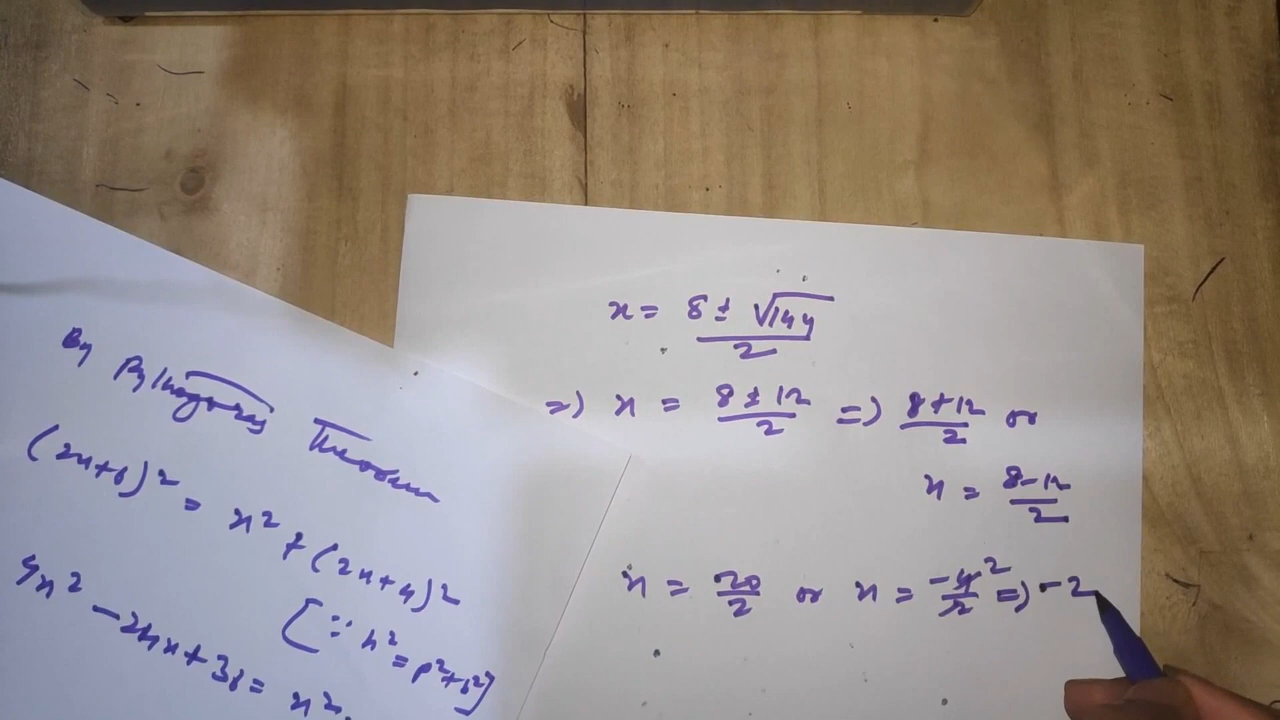 By Pythagoras Theorem
(2x+6)² = x² + (2x+4)²
[∵ h² = p²+b²]
4x² - 24x + 36 = x²
x = 8 ± √144 / 2
=) x = 8 ± 12 / 2 =) 8+12 / 2 or
x = 8-12 / 2
x = 20/2 or x = -4/2 ² =) -2